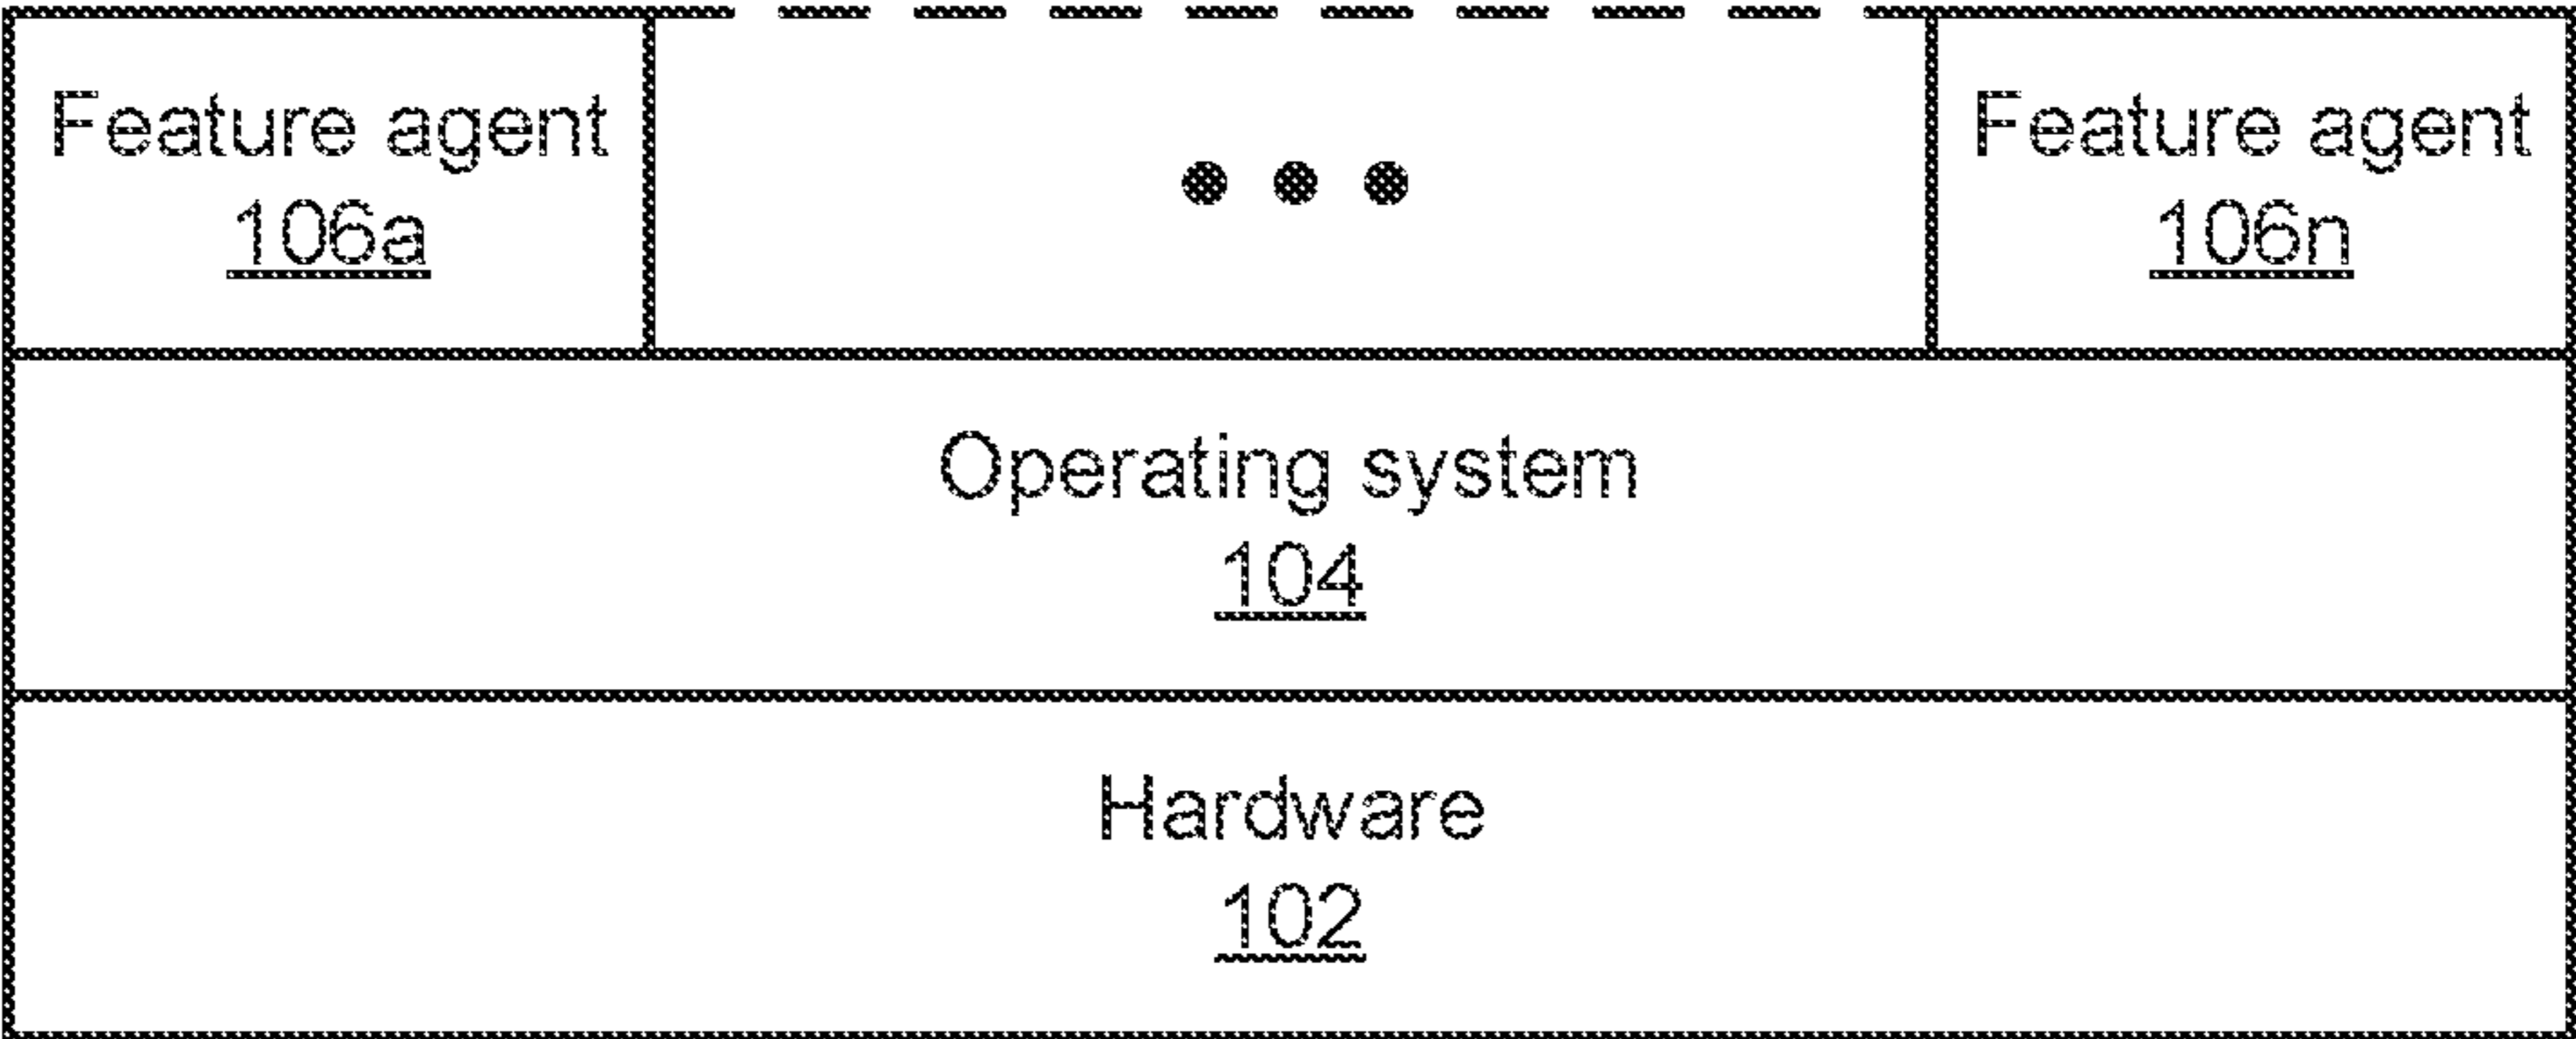 Feature agent
106a
Feature agent
106n
Operating system
104
Hardware
102